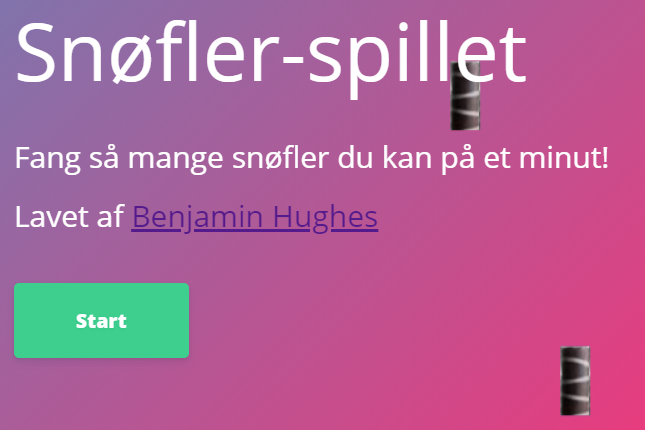 Snøfler-spillet
Fang så mange snøfler du kan på et minut!
Lavet af Benjamin Hughes
Start